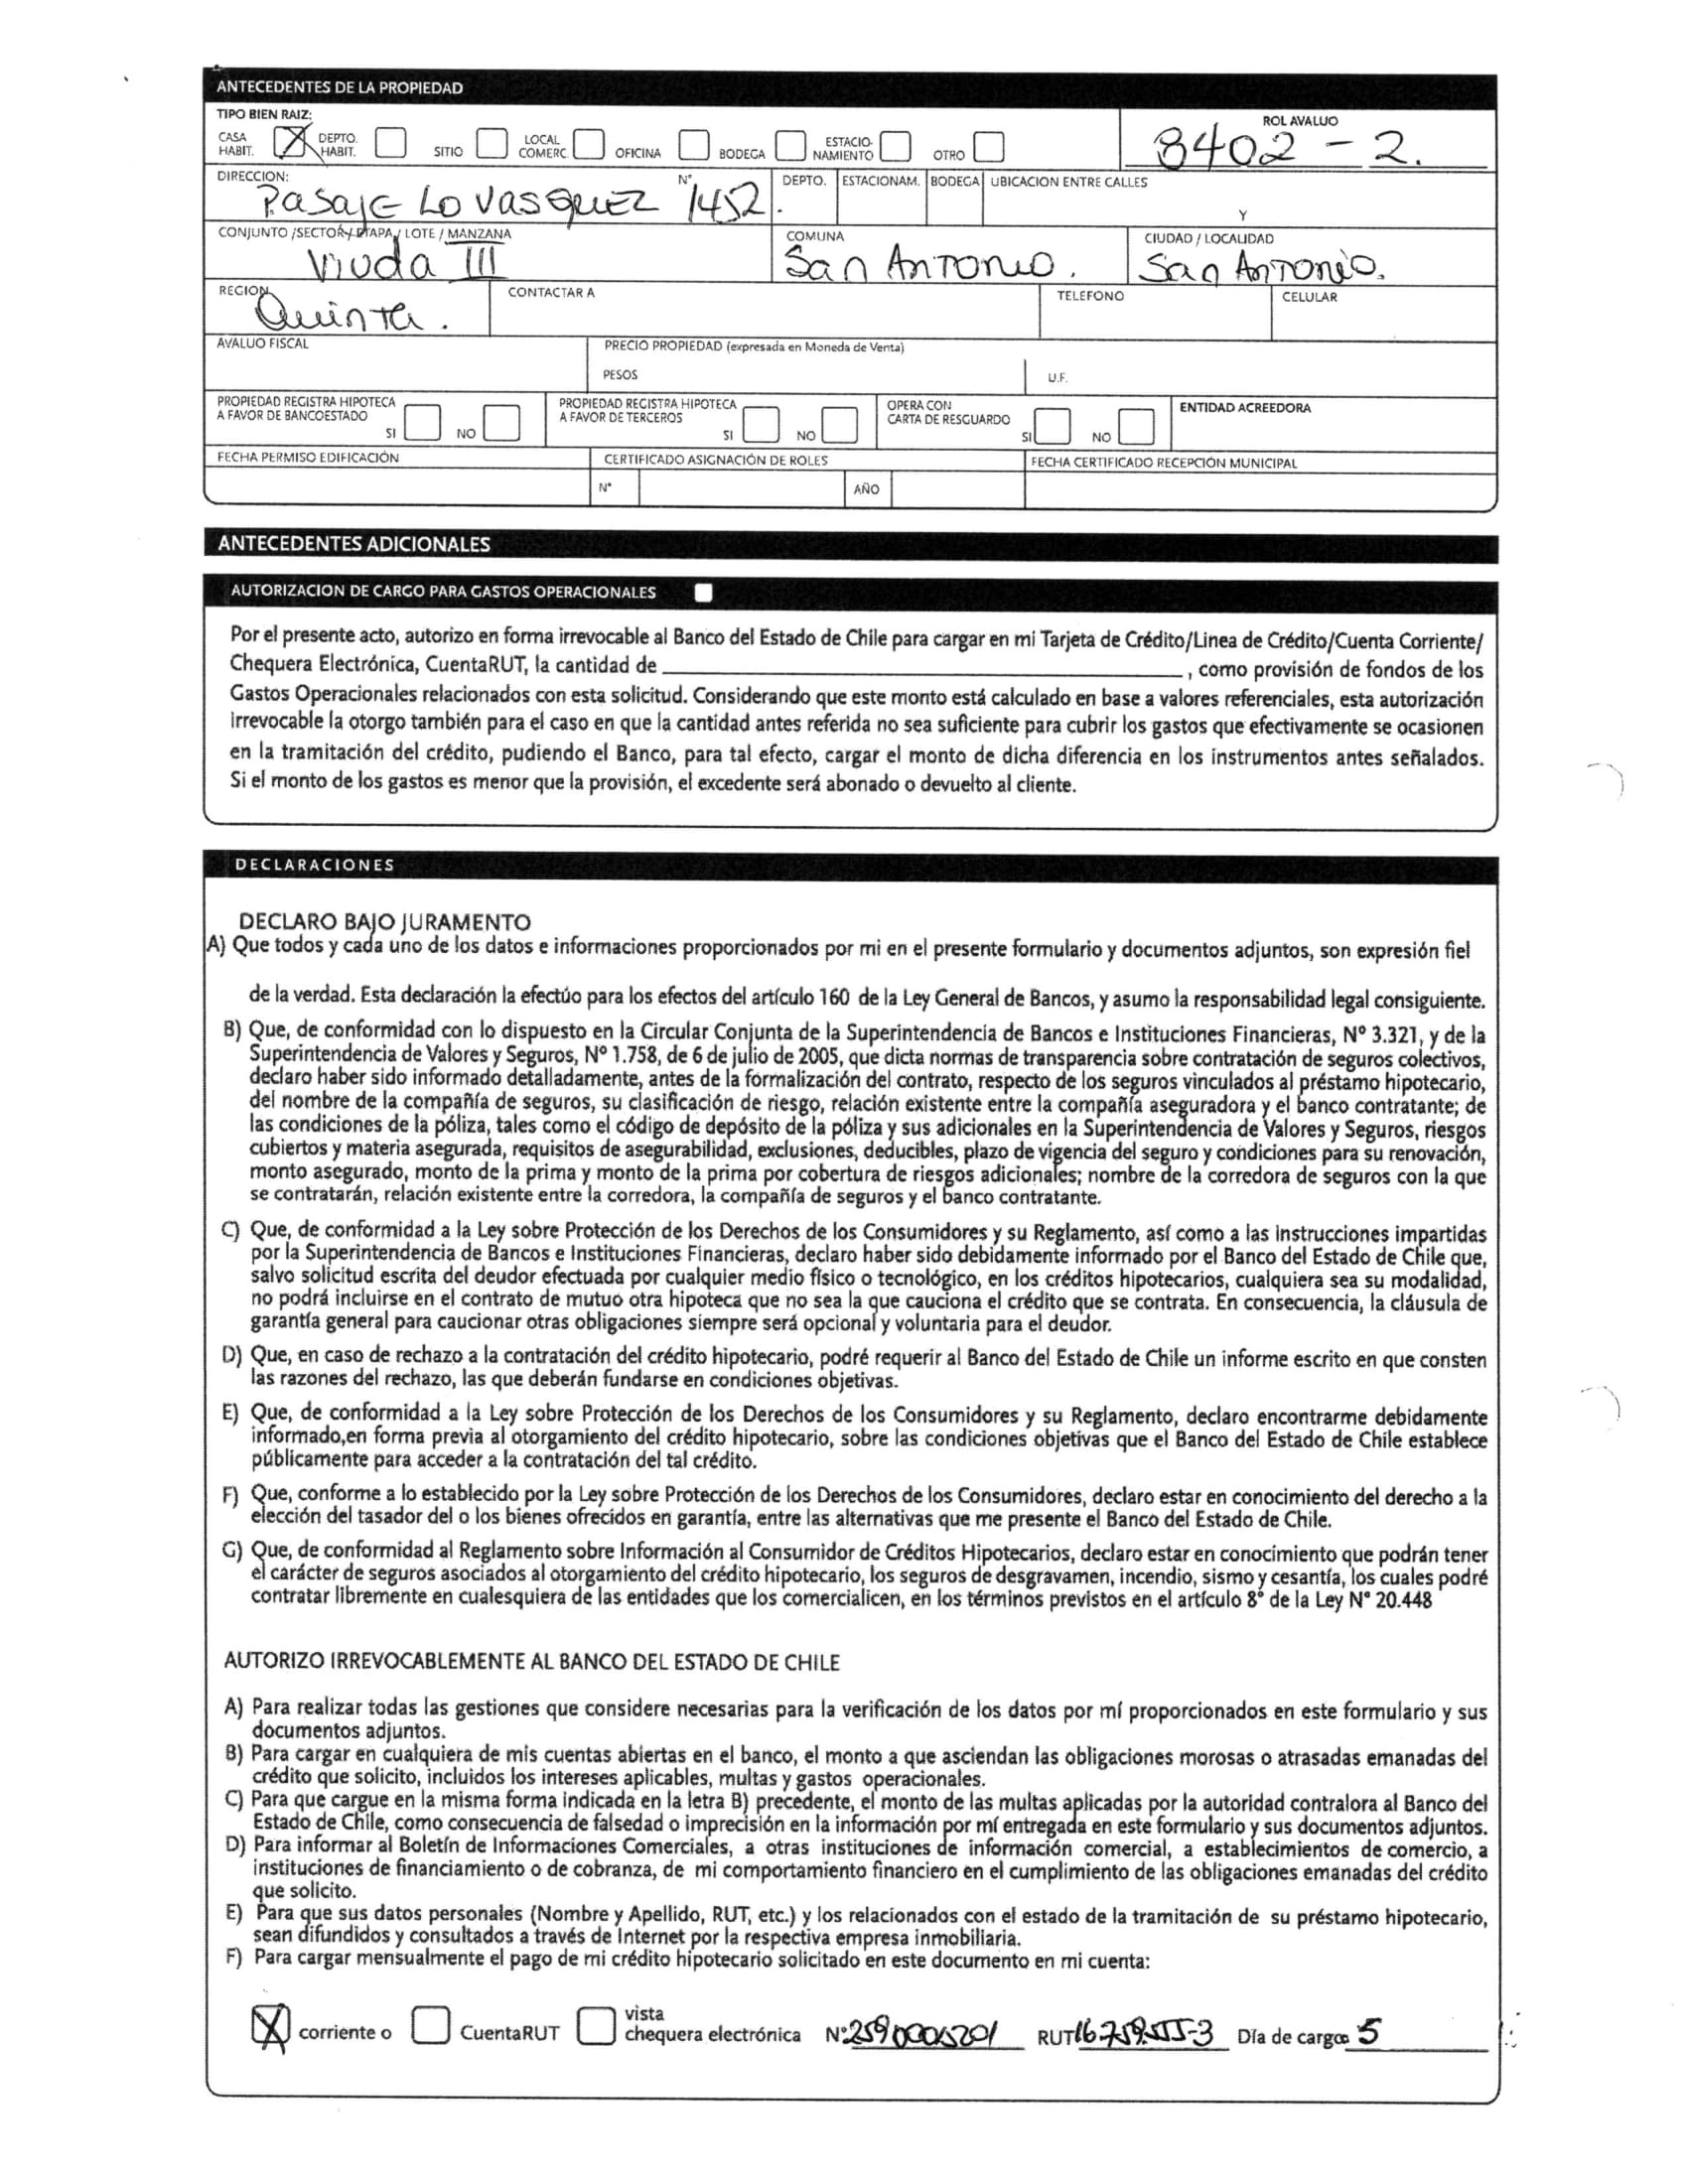 ANTECEDENTES DE LA PROPIEDAD
TIPO BIEN RAIZ:
CASA HABIT. DEPTO. HABIT. SITIO LOCAL COMERC. OFICINA BODEGA ESTACIO-NAMIENTO OTRO
ROL AVALUO
8402 - 2.
DIRECCION: N° DEPTO. ESTACIONAM. BODEGA UBICACION ENTRE CALLES
Pasaje Lo Vasquez 1452. Y
CONJUNTO /SECTOR / ETAPA / LOTE / MANZANA COMUNA CIUDAD / LOCALIDAD
Viuda III San Antonio. San Antonio.
REGION CONTACTAR A TELEFONO CELULAR
Quinta.
AVALUO FISCAL PRECIO PROPIEDAD (expresada en Moneda de Venta)
PESOS U.F.
PROPIEDAD REGISTRA HIPOTECA A FAVOR DE BANCOESTADO SI NO
PROPIEDAD REGISTRA HIPOTECA A FAVOR DE TERCEROS SI NO
OPERA CON CARTA DE RESGUARDO SI NO
ENTIDAD ACREEDORA
FECHA PERMISO EDIFICACIÓN CERTIFICADO ASIGNACIÓN DE ROLES FECHA CERTIFICADO RECEPCIÓN MUNICIPAL
N° AÑO
ANTECEDENTES ADICIONALES
AUTORIZACION DE CARGO PARA GASTOS OPERACIONALES
Por el presente acto, autorizo en forma irrevocable al Banco del Estado de Chile para cargar en mi Tarjeta de Crédito/Linea de Crédito/Cuenta Corriente/
Chequera Electrónica, CuentaRUT, la cantidad de , como provisión de fondos de los
Gastos Operacionales relacionados con esta solicitud. Considerando que este monto está calculado en base a valores referenciales, esta autorización
irrevocable la otorgo también para el caso en que la cantidad antes referida no sea suficiente para cubrir los gastos que efectivamente se ocasionen
en la tramitación del crédito, pudiendo el Banco, para tal efecto, cargar el monto de dicha diferencia en los instrumentos antes señalados.
Si el monto de los gastos es menor que la provisión, el excedente será abonado o devuelto al cliente.
DECLARACIONES
DECLARO BAJO JURAMENTO
A) Que todos y cada uno de los datos e informaciones proporcionados por mi en el presente formulario y documentos adjuntos, son expresión fiel
de la verdad. Esta declaración la efectúo para los efectos del artículo 160 de la Ley General de Bancos, y asumo la responsabilidad legal consiguiente.
B) Que, de conformidad con lo dispuesto en la Circular Conjunta de la Superintendencia de Bancos e Instituciones Financieras, Nº 3.321, y de la
Superintendencia de Valores y Seguros, Nº 1.758, de 6 de julio de 2005, que dicta normas de transparencia sobre contratación de seguros colectivos,
declaro haber sido informado detalladamente, antes de la formalización del contrato, respecto de los seguros vinculados al préstamo hipotecario,
del nombre de la compañía de seguros, su clasificación de riesgo, relación existente entre la compañía aseguradora y el banco contratante; de
las condiciones de la póliza, tales como el código de depósito de la póliza y sus adicionales en la Superintendencia de Valores y Seguros, riesgos
cubiertos y materia asegurada, requisitos de asegurabilidad, exclusiones, deducibles, plazo de vigencia del seguro y condiciones para su renovación,
monto asegurado, monto de la prima y monto de la prima por cobertura de riesgos adicionales; nombre de la corredora de seguros con la que
se contratarán, relación existente entre la corredora, la compañía de seguros y el banco contratante.
C) Que, de conformidad a la Ley sobre Protección de los Derechos de los Consumidores y su Reglamento, así como a las Instrucciones impartidas
por la Superintendencia de Bancos e Instituciones Financieras, declaro haber sido debidamente informado por el Banco del Estado de Chile que,
salvo solicitud escrita del deudor efectuada por cualquier medio físico o tecnológico, en los créditos hipotecarios, cualquiera sea su modalidad,
no podrá incluirse en el contrato de mutuo otra hipoteca que no sea la que cauciona el crédito que se contrata. En consecuencia, la cláusula de
garantía general para caucionar otras obligaciones siempre será opcional y voluntaria para el deudor.
D) Que, en caso de rechazo a la contratación del crédito hipotecario, podré requerir al Banco del Estado de Chile un informe escrito en que consten
las razones del rechazo, las que deberán fundarse en condiciones objetivas.
E) Que, de conformidad a la Ley sobre Protección de los Derechos de los Consumidores y su Reglamento, declaro encontrarme debidamente
informado,en forma previa al otorgamiento del crédito hipotecario, sobre las condiciones objetivas que el Banco del Estado de Chile establece
públicamente para acceder a la contratación del tal crédito.
F) Que, conforme a lo establecido por la Ley sobre Protección de los Derechos de los Consumidores, declaro estar en conocimiento del derecho a la
elección del tasador del o los bienes ofrecidos en garantía, entre las alternativas que me presente el Banco del Estado de Chile.
G) Que, de conformidad al Reglamento sobre Información al Consumidor de Créditos Hipotecarios, declaro estar en conocimiento que podrán tener
el carácter de seguros asociados al otorgamiento del crédito hipotecario, los seguros de desgravamen, incendio, sismo y cesantía, los cuales podré
contratar libremente en cualesquiera de las entidades que los comercialicen, en los términos previstos en el artículo 8° de la Ley N° 20.448
AUTORIZO IRREVOCABLEMENTE AL BANCO DEL ESTADO DE CHILE
A) Para realizar todas las gestiones que considere necesarias para la verificación de los datos por mí proporcionados en este formulario y sus
documentos adjuntos.
B) Para cargar en cualquiera de mis cuentas abiertas en el banco, el monto a que asciendan las obligaciones morosas o atrasadas emanadas del
crédito que solicito, incluidos los intereses aplicables, multas y gastos operacionales.
C) Para que cargue en la misma forma indicada en la letra B) precedente, el monto de las multas aplicadas por la autoridad contralora al Banco del
Estado de Chile, como consecuencia de falsedad o imprecisión en la información por mí entregada en este formulario y sus documentos adjuntos.
D) Para informar al Boletín de Informaciones Comerciales, a otras instituciones de información comercial, a establecimientos de comercio, a
instituciones de financiamiento o de cobranza, de mi comportamiento financiero en el cumplimiento de las obligaciones emanadas del crédito
que solicito.
E) Para que sus datos personales (Nombre y Apellido, RUT, etc.) y los relacionados con el estado de la tramitación de su préstamo hipotecario,
sean difundidos y consultados a través de Internet por la respectiva empresa inmobiliaria.
F) Para cargar mensualmente el pago de mi crédito hipotecario solicitado en este documento en mi cuenta:
corriente o CuentaRUT vista chequera electrónica N° RUT 16.759.555-3 Día de cargo 5